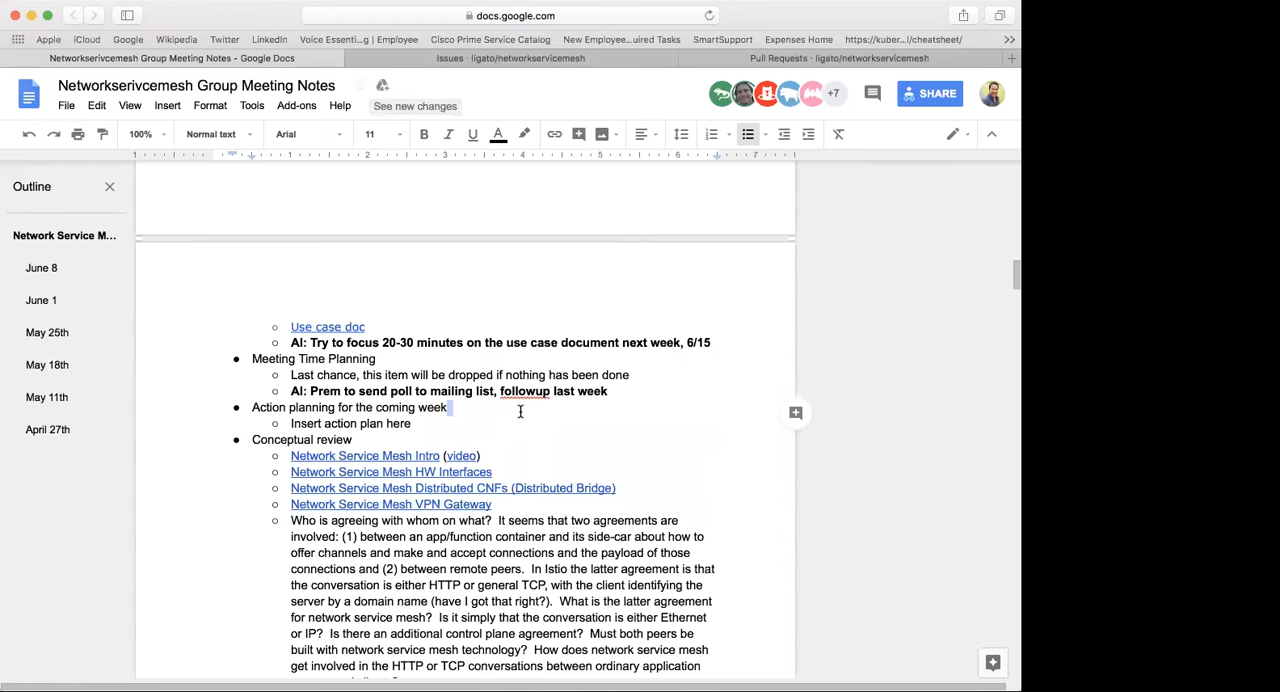 docs.google.com
Apple iCloud Google Wikipedia Twitter LinkedIn Voice Essenti...g | Employee Cisco Prime Service Catalog New Employee...uired Tasks SmartSupport Expenses Home https://kuber...l/cheatsheet/
Networkserivcemesh Group Meeting Notes - Google Docs Issues · ligato/networkservicemesh Pull Requests · ligato/networkservicemesh
Networkserivcemesh Group Meeting Notes
+7 SHARE
File Edit View Insert Format Tools Add-ons Help See new changes
100% Normal text Arial 11 B I U A
1 1 2 3 4 5 6 7
Outline
Network Service M...
June 8
June 1
May 25th
May 18th
May 11th
April 27th
Use case doc
AI: Try to focus 20-30 minutes on the use case document next week, 6/15
Meeting Time Planning
Last chance, this item will be dropped if nothing has been done
AI: Prem to send poll to mailing list, followup last week
Action planning for the coming week
Insert action plan here
Conceptual review
Network Service Mesh Intro (video)
Network Service Mesh HW Interfaces
Network Service Mesh Distributed CNFs (Distributed Bridge)
Network Service Mesh VPN Gateway
Who is agreeing with whom on what? It seems that two agreements are
involved: (1) between an app/function container and its side-car about how to
offer channels and make and accept connections and the payload of those
connections and (2) between remote peers. In Istio the latter agreement is that
the conversation is either HTTP or general TCP, with the client identifying the
server by a domain name (have I got that right?). What is the latter agreement
for network service mesh? Is it simply that the conversation is either Ethernet
or IP? Is there an additional control plane agreement? Must both peers be
built with network service mesh technology? How does network service mesh
get involved in the HTTP or TCP conversations between ordinary application